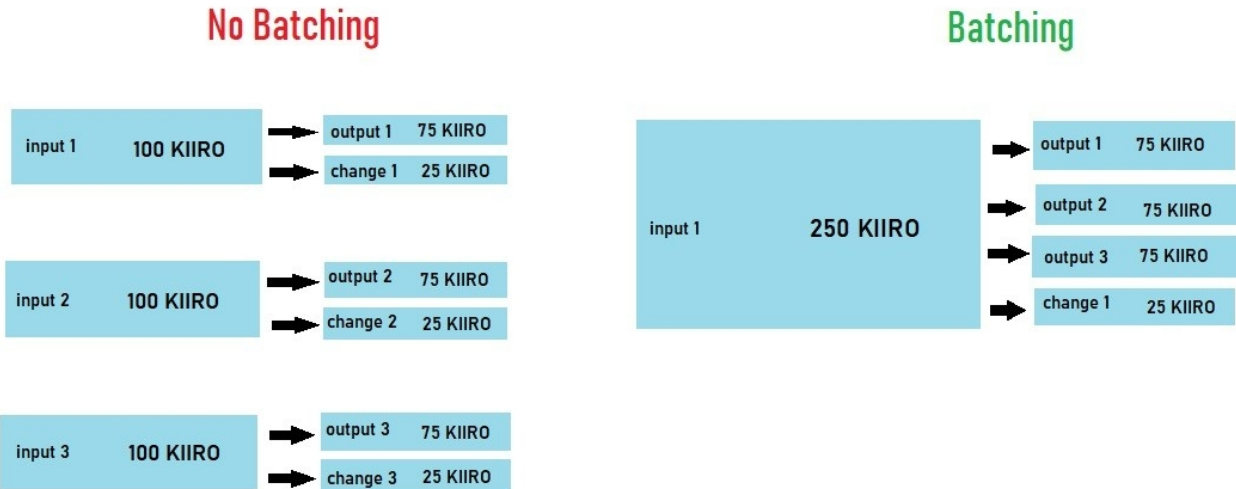 No Batching
input 1 100 KIIRO
output 1 75 KIIRO
change 1 25 KIIRO
input 2 100 KIIRO
output 2 75 KIIRO
change 2 25 KIIRO
input 3 100 KIIRO
output 3 75 KIIRO
change 3 25 KIIRO
Batching
input 1 250 KIIRO
output 1 75 KIIRO
output 2 75 KIIRO
output 3 75 KIIRO
change 1 25 KIIRO